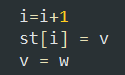 i=i+1
st[i] = v
v = w